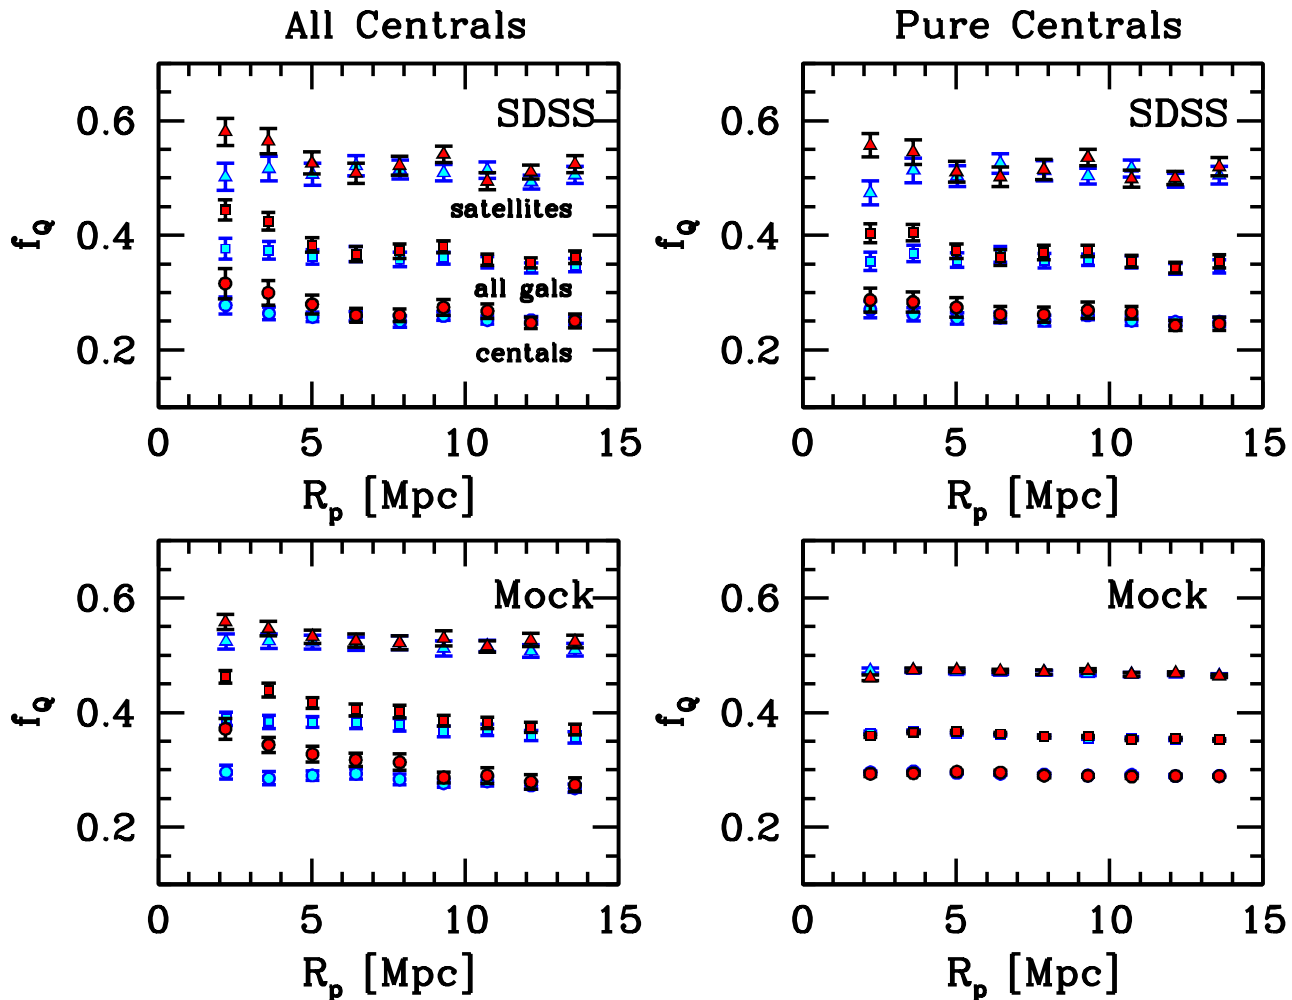 All Centrals
Pure Centrals
SDSS
0.6
0.4
0.2
f_Q
satellites
all gals
centals
0 5 10 15
R_p [Mpc]
SDSS
0.6
0.4
0.2
f_Q
0 5 10 15
R_p [Mpc]
Mock
0.6
0.4
0.2
f_Q
0 5 10 15
R_p [Mpc]
Mock
0.6
0.4
0.2
f_Q
0 5 10 15
R_p [Mpc]